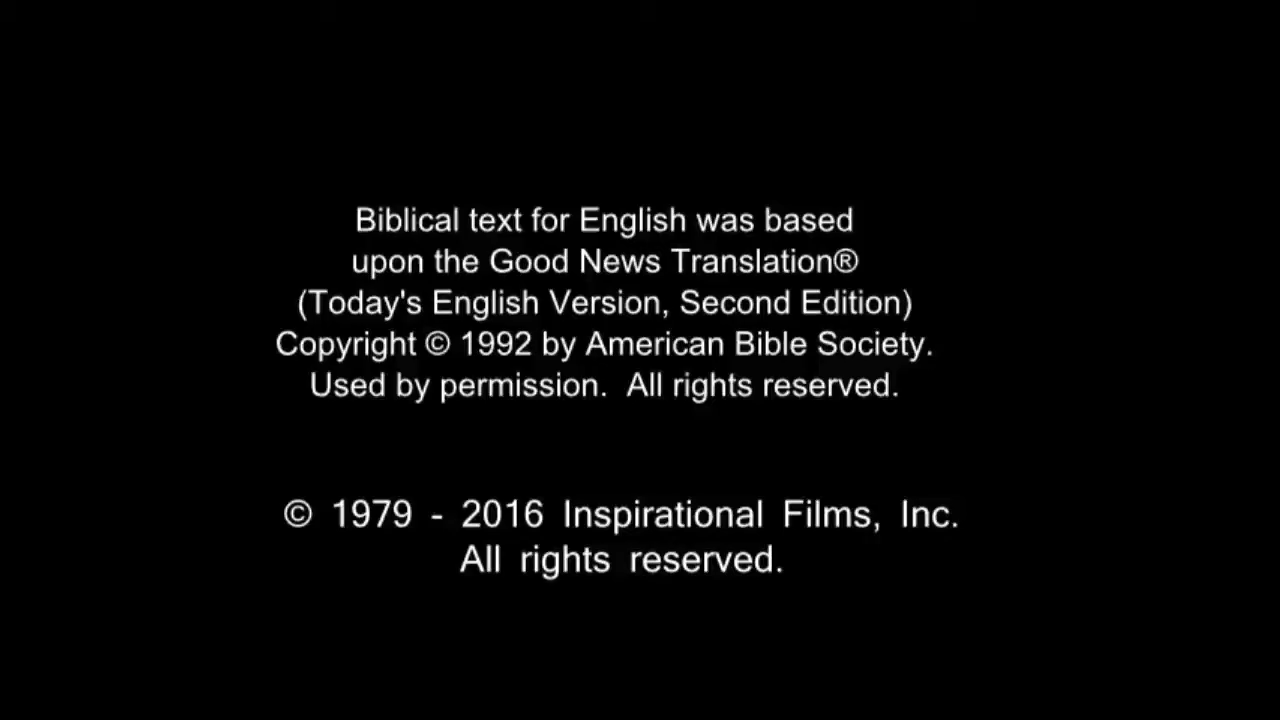 Biblical text for English was based
upon the Good News Translation®
(Today's English Version, Second Edition)
Copyright © 1992 by American Bible Society.
Used by permission.  All rights reserved.
© 1979 - 2016 Inspirational Films, Inc.
All rights reserved.